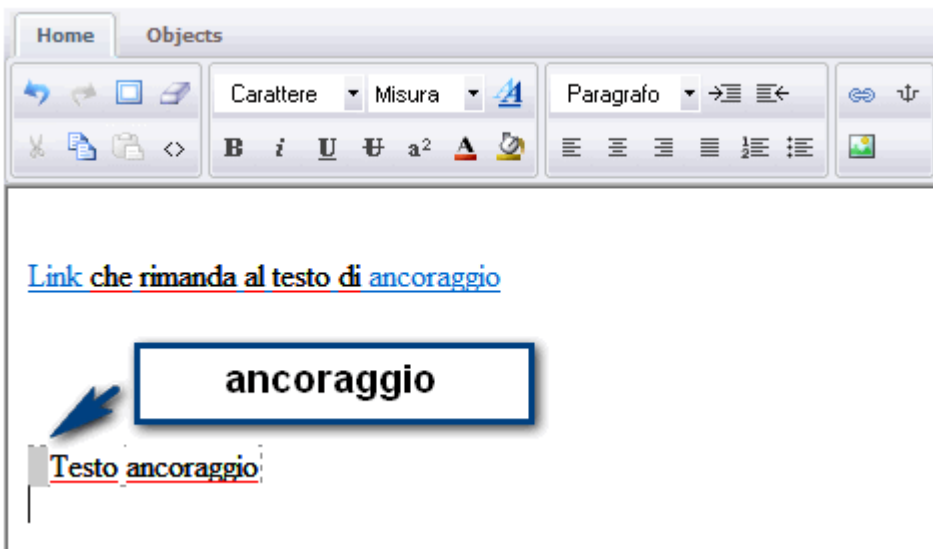 Home Objects
Carattere Misura A Paragrafo
B i U U a² A
Link che rimanda al testo di ancoraggio
ancoraggio
Testo ancoraggio